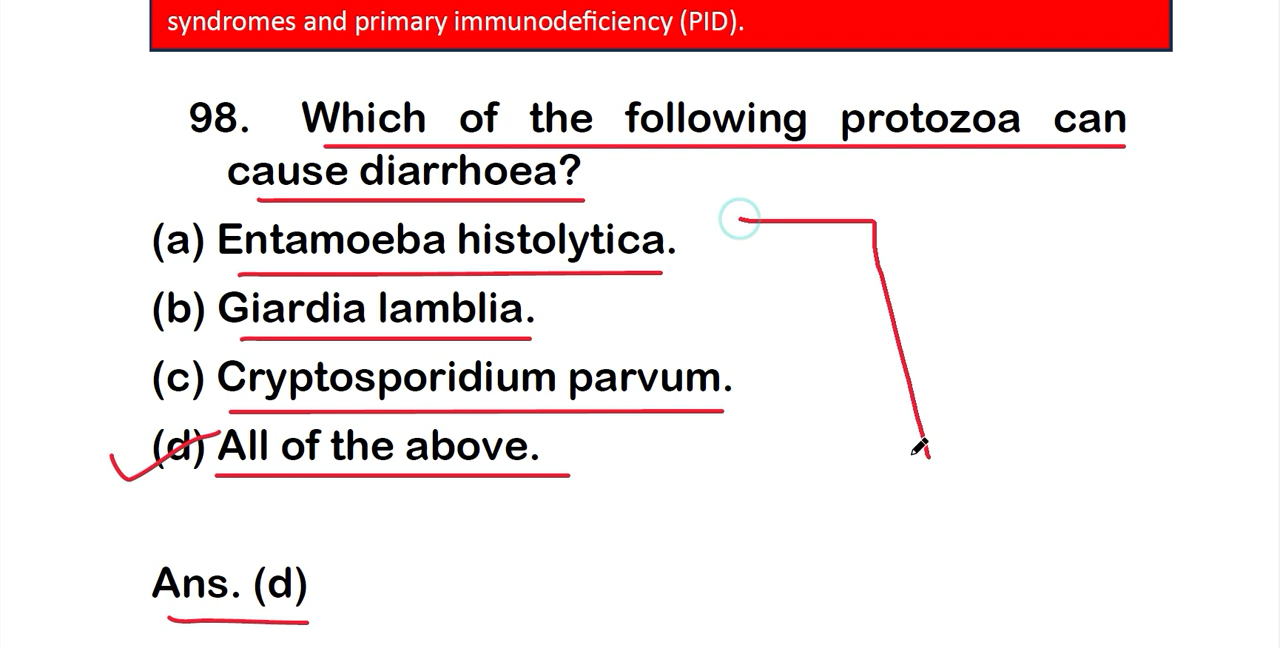 syndromes and primary immunodeficiency (PID).
98. Which of the following protozoa can
cause diarrhoea?
(a) Entamoeba histolytica.
(b) Giardia lamblia.
(c) Cryptosporidium parvum.
(d) All of the above.
Ans. (d)